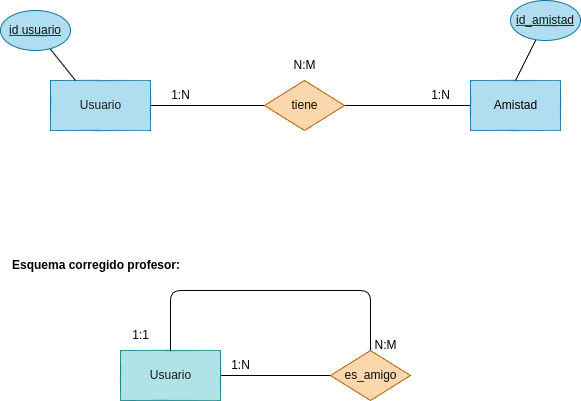 id usuario
id_amistad
N:M
1:N
1:N
Usuario
tiene
Amistad
Esquema corregido profesor:
1:1
N:M
1:N
Usuario
es_amigo